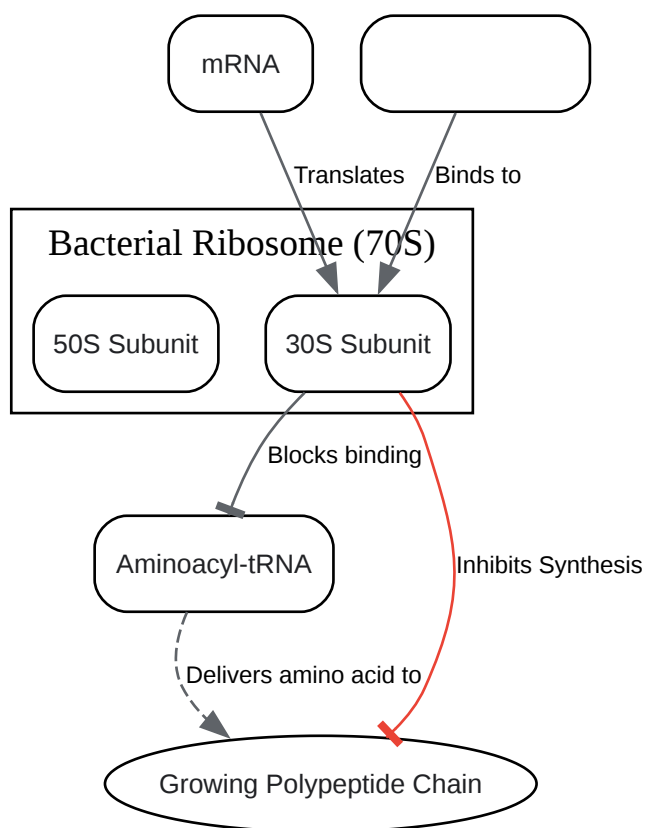 mRNA
Translates
Binds to
Bacterial Ribosome (70S)
50S Subunit
30S Subunit
Blocks binding
Aminoacyl-tRNA
Inhibits Synthesis
Delivers amino acid to
Growing Polypeptide Chain